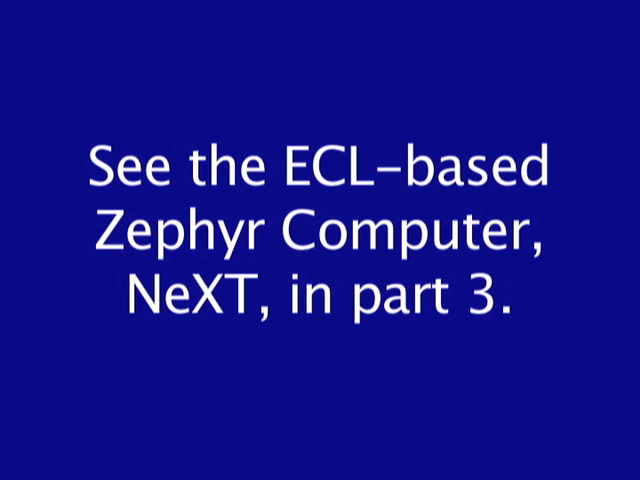 See the ECL-based
Zephyr Computer,
NeXT, in part 3.